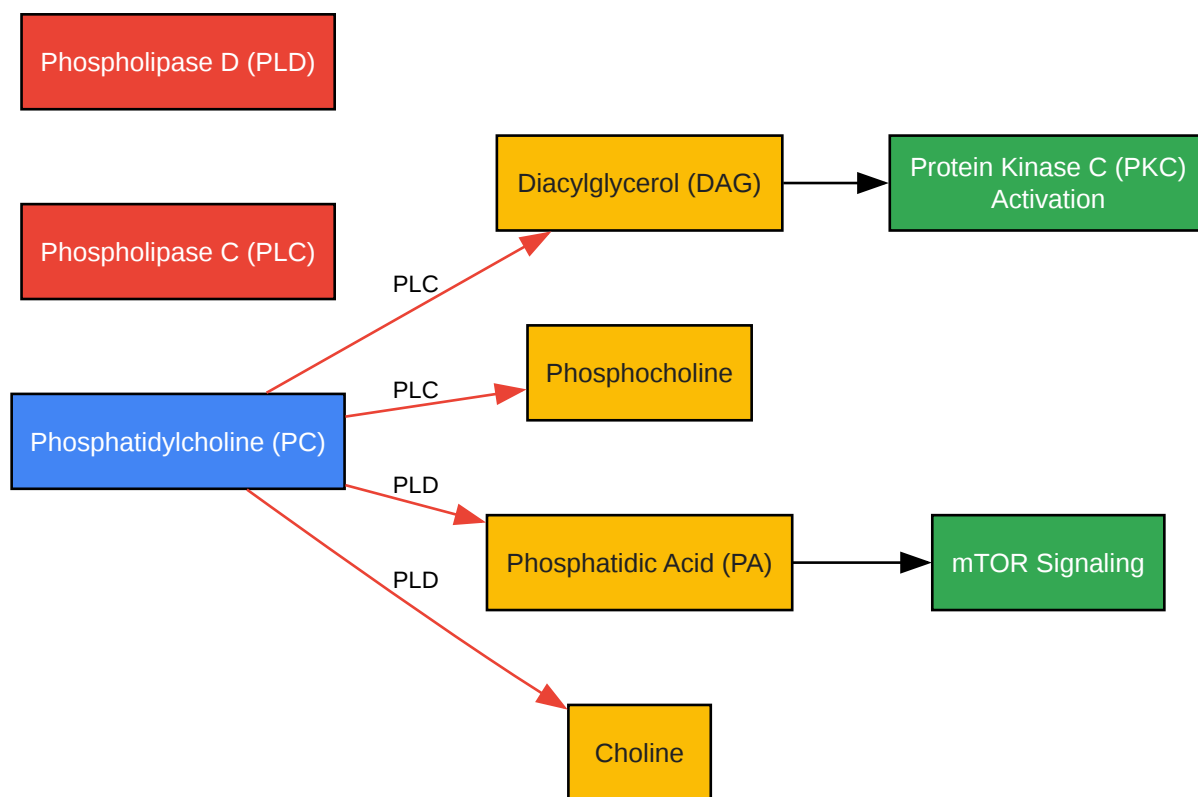 Phospholipase D (PLD)
Phospholipase C (PLC)
Phosphatidylcholine (PC)
PLC
PLC
PLD
PLD
Diacylglycerol (DAG)
Phosphocholine
Phosphatidic Acid (PA)
Choline
Protein Kinase C (PKC)
Activation
mTOR Signaling